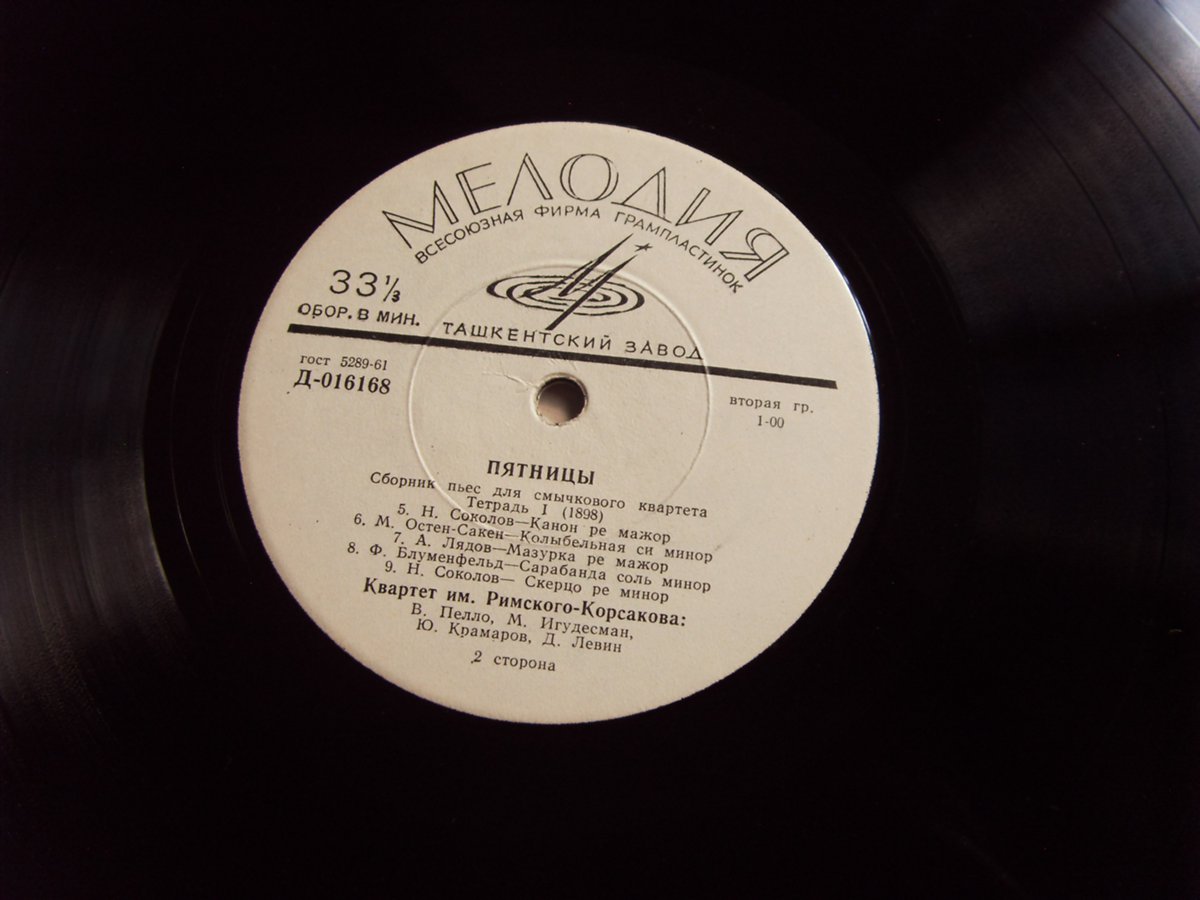 МЕЛОДИЯ
ВСЕСОЮЗНАЯ ФИРМА ГРАМПЛАСТИНОК
33⅓
ОБОР. В МИН.
ТАШКЕНТСКИЙ ЗАВОД
гост 5289-61
Д-016168
вторая гр.
1-00
ПЯТНИЦЫ
Сборник пьес для смычкового квартета
Тетрадь I (1898)
5. Н. Соколов—Канон ре мажор
6. М. Остен-Сакен—Колыбельная си минор
7. А. Лядов—Мазурка ре мажор
8. Ф. Блуменфельд—Сарабанда соль минор
9. Н. Соколов— Скерцо ре минор
Квартет им. Римского-Корсакова:
В. Пелло, М. Игудесман,
Ю. Крамаров, Д. Левин
2 сторона